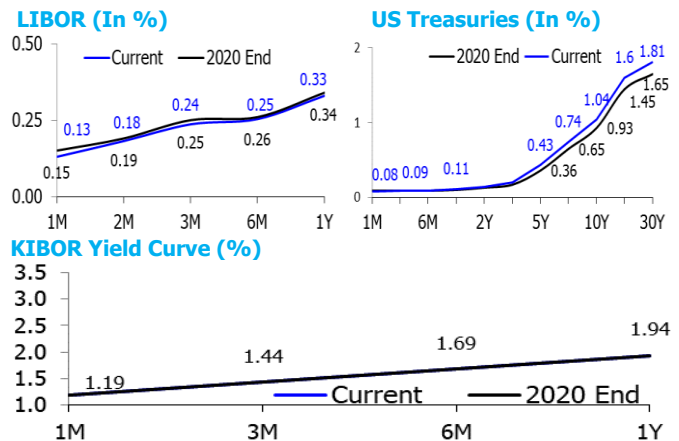 LIBOR (In %)
0.50
Current
2020 End
0.33
0.24
0.25
0.25
0.18
0.13
0.34
0.25
0.26
0.15
0.19
0.00
1M
2M
3M
6M
1Y
US Treasuries (In %)
2
Current
2020 End
1.6
1.81
1.65
1.45
1.04
1
0.74
0.93
0.43
0.65
0.36
0.08
0.09
0.11
0
1M
6M
2Y
5Y
10Y
30Y
KIBOR Yield Curve (%)
3.5
3.0
2.5
2.0
1.94
1.69
1.5
1.44
1.19
1.0
Current
2020 End
1M
3M
6M
1Y